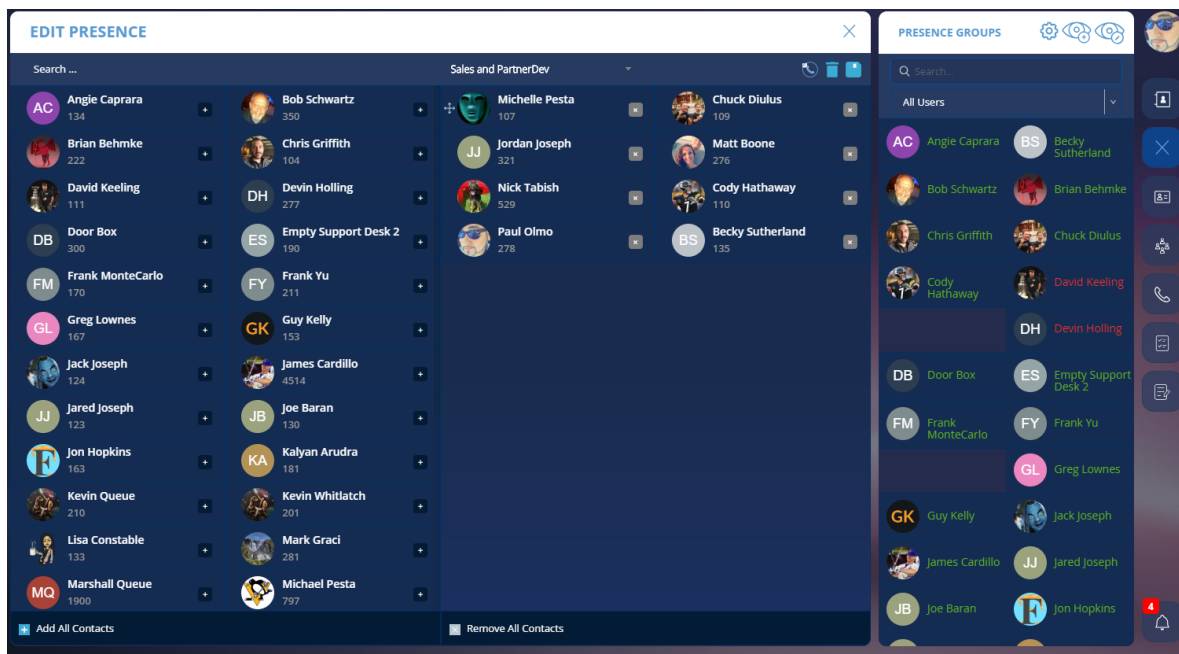 EDIT PRESENCE
Search ...
Sales and PartnerDev
AC Angie Caprara
134
Bob Schwartz
350
Brian Behmke
222
Chris Griffith
104
David Keeling
111
DH Devin Holling
277
DB Door Box
300
ES Empty Support Desk 2
190
FM Frank MonteCarlo
170
FY Frank Yu
211
GL Greg Lownes
167
GK Guy Kelly
153
Jack Joseph
124
James Cardillo
4514
JJ Jared Joseph
123
JB Joe Baran
130
Jon Hopkins
163
KA Kalyan Arudra
181
Kevin Queue
210
Kevin Whitlatch
201
Lisa Constable
133
Mark Graci
281
MQ Marshall Queue
1900
Michael Pesta
797
Add All Contacts
Michelle Pesta
107
Chuck Diulus
109
JJ Jordan Joseph
321
Matt Boone
276
Nick Tabish
529
Cody Hathaway
110
Paul Olmo
278
BS Becky Sutherland
135
Remove All Contacts
PRESENCE GROUPS
Search...
All Users
AC Angie Caprara
BS Becky
Sutherland
Bob Schwartz
Brian Behmke
Chris Griffith
Chuck Diulus
Cody
Hathaway
David Keeling
DH Devin Holling
DB Door Box
ES Empty Support
Desk 2
FM Frank
MonteCarlo
FY Frank Yu
GL Greg Lownes
GK Guy Kelly
Jack Joseph
James Cardillo
JJ Jared Joseph
JB Joe Baran
Jon Hopkins
4